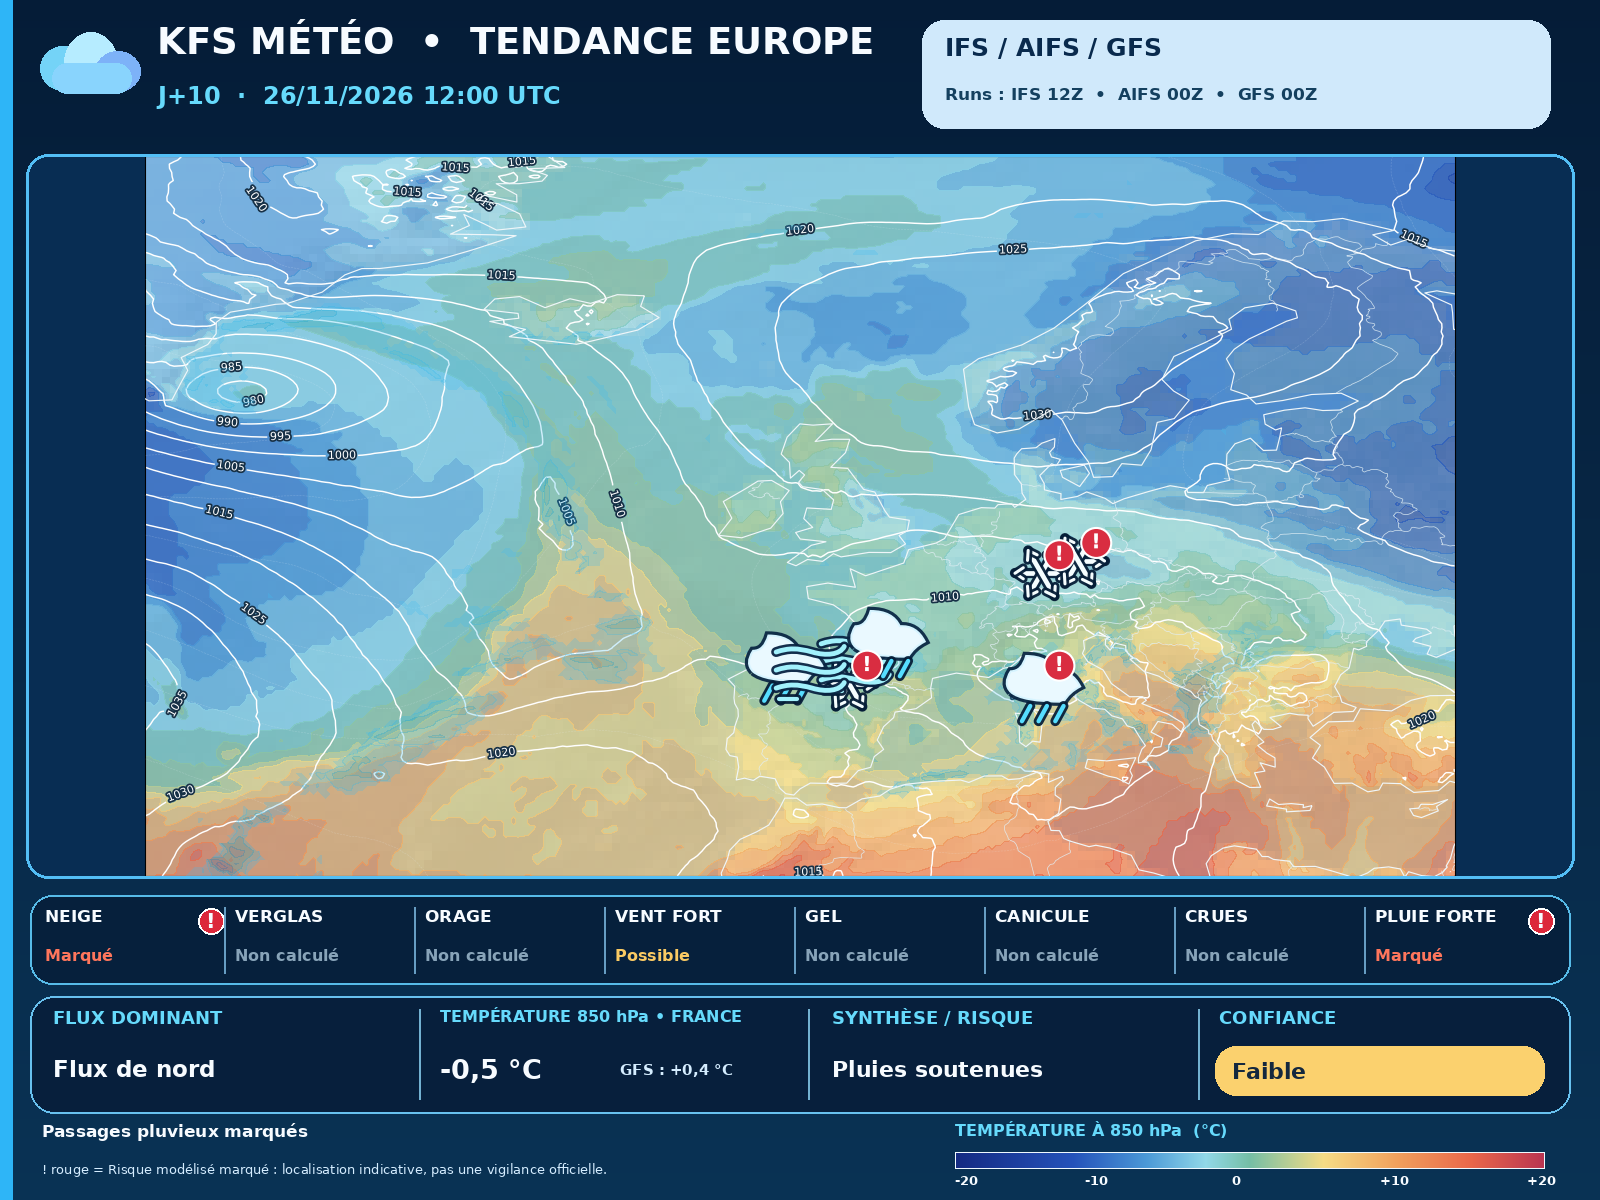 KFS MÉTÉO • TENDANCE EUROPE
J+10 · 26/11/2026 12:00 UTC
IFS / AIFS / GFS
Runs : IFS 12Z • AIFS 00Z • GFS 00Z
1015
1015
1020
1015
1015
1020
1025
1015
1015
985
980
990
995
1000
1030
1005
1015
1005
1010
1025
1010
1035
1020
1020
1030
1015
!
!
!
!
NEIGE
!
Marqué
VERGLAS
Non calculé
ORAGE
Non calculé
VENT FORT
Possible
GEL
Non calculé
CANICULE
Non calculé
CRUES
Non calculé
PLUIE FORTE
!
Marqué
FLUX DOMINANT
Flux de nord
TEMPÉRATURE 850 hPa • FRANCE
-0,5 °C
GFS : +0,4 °C
SYNTHÈSE / RISQUE
Pluies soutenues
CONFIANCE
Faible
Passages pluvieux marqués
! rouge = Risque modélisé marqué : localisation indicative, pas une vigilance officielle.
TEMPÉRATURE À 850 hPa (°C)
-20 -10 0 +10 +20